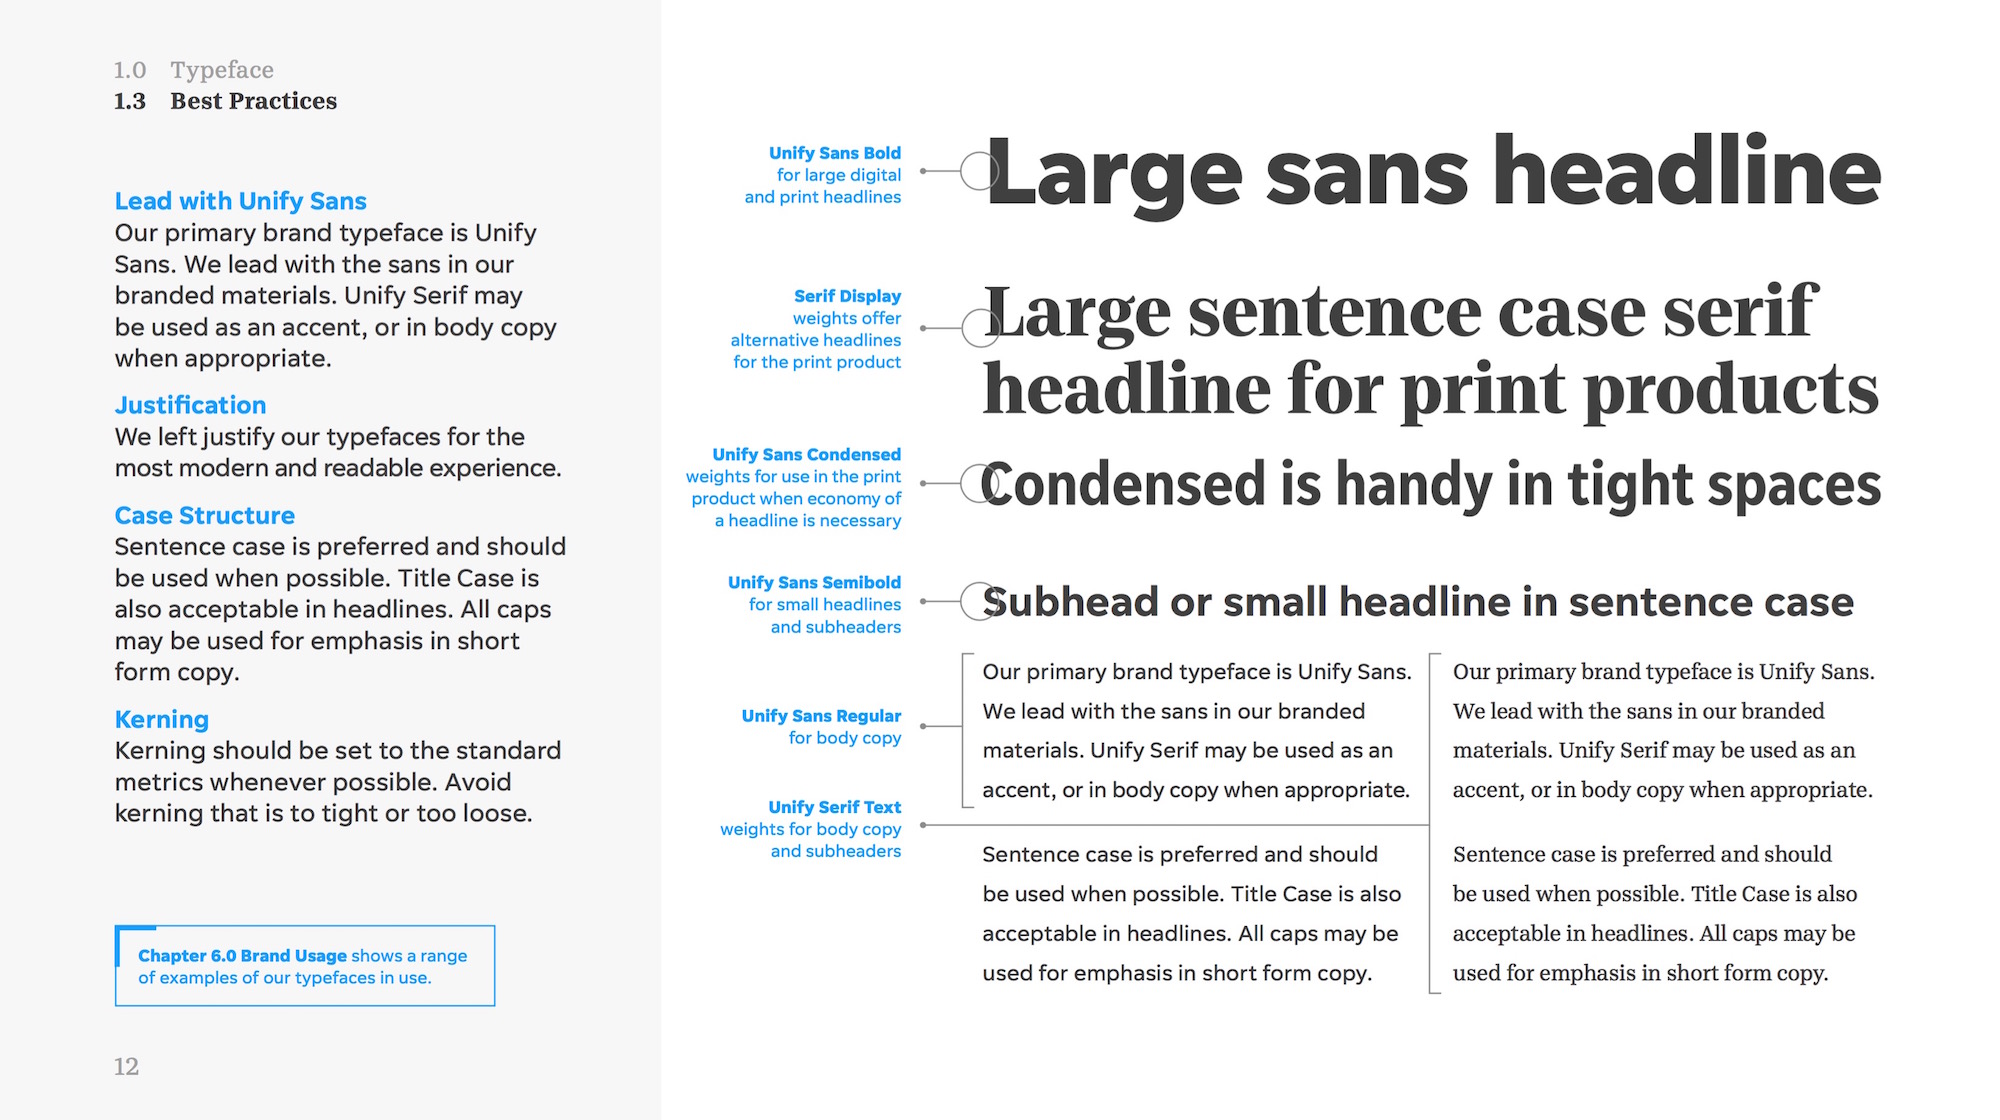 1.0 Typeface
1.3 Best Practices
Lead with Unify Sans
Our primary brand typeface is Unify
Sans. We lead with the sans in our
branded materials. Unify Serif may
be used as an accent, or in body copy
when appropriate.
Justification
We left justify our typefaces for the
most modern and readable experience.
Case Structure
Sentence case is preferred and should
be used when possible. Title Case is
also acceptable in headlines. All caps
may be used for emphasis in short
form copy.
Kerning
Kerning should be set to the standard
metrics whenever possible. Avoid
kerning that is to tight or too loose.
Chapter 6.0 Brand Usage shows a range
of examples of our typefaces in use.
12
Unify Sans Bold
for large digital
and print headlines
Large sans headline
Serif Display
weights offer
alternative headlines
for the print product
Large sentence case serif
headline for print products
Unify Sans Condensed
weights for use in the print
product when economy of
a headline is necessary
Condensed is handy in tight spaces
Unify Sans Semibold
for small headlines
and subheaders
Subhead or small headline in sentence case
Unify Sans Regular
for body copy
Our primary brand typeface is Unify Sans.
We lead with the sans in our branded
materials. Unify Serif may be used as an
accent, or in body copy when appropriate.
Sentence case is preferred and should
be used when possible. Title Case is also
acceptable in headlines. All caps may be
used for emphasis in short form copy.
Unify Serif Text
weights for body copy
and subheaders
Our primary brand typeface is Unify Sans.
We lead with the sans in our branded
materials. Unify Serif may be used as an
accent, or in body copy when appropriate.
Sentence case is preferred and should
be used when possible. Title Case is also
acceptable in headlines. All caps may be
used for emphasis in short form copy.